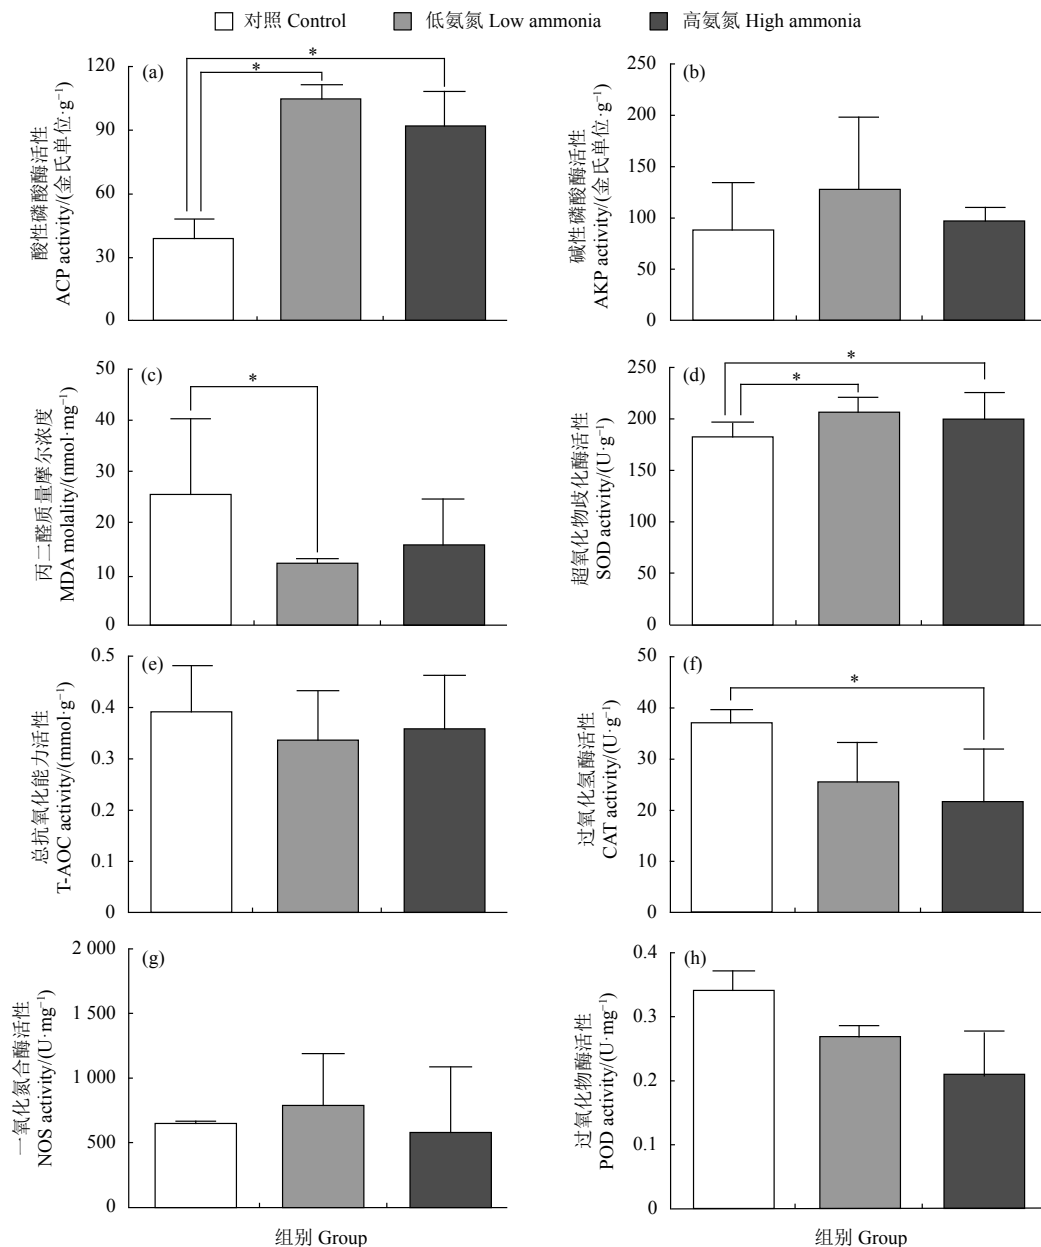 对照 Control 低氨氮 Low ammonia 高氨氮 High ammonia
(a)
酸性磷酸酶活性
ACP activity/(金氏单位·g⁻¹)
120
90
60
30
0
*
*
(b)
碱性磷酸酶活性
AKP activity/(金氏单位·g⁻¹)
250
200
150
100
50
0
(c)
丙二醛质量摩尔浓度
MDA molality/(nmol·mg⁻¹)
50
40
30
20
10
0
*
(d)
超氧化物歧化酶活性
SOD activity/(U·g⁻¹)
250
200
150
100
50
0
*
*
(e)
总抗氧化能力活性
T-AOC activity/(mmol·g⁻¹)
0.5
0.4
0.3
0.2
0.1
0
(f)
过氧化氢酶活性
CAT activity/(U·g⁻¹)
50
40
30
20
10
0
*
(g)
一氧化氮合酶活性
NOS activity/(U·mg⁻¹)
2 000
1 500
1 000
500
0
组别 Group
(h)
过氧化物酶活性
POD activity/(U·mg⁻¹)
0.4
0.3
0.2
0.1
0
组别 Group